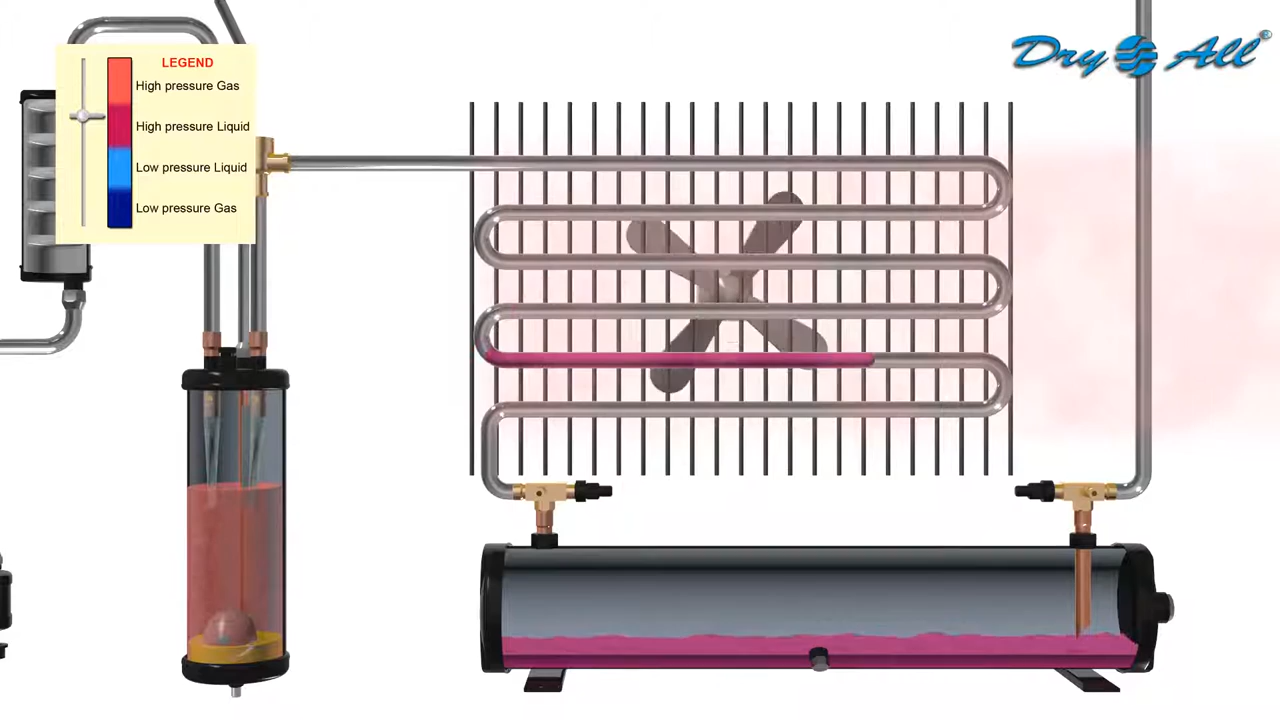 LEGEND
High pressure Gas
High pressure Liquid
Low pressure Liquid
Low pressure Gas
Dry All®